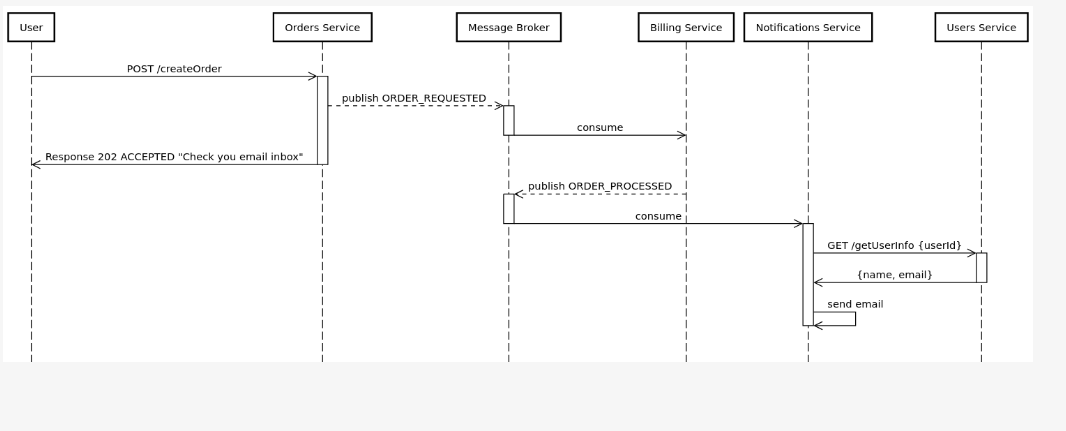 User
Orders Service
Message Broker
Billing Service
Notifications Service
Users Service
POST /createOrder
publish ORDER_REQUESTED
consume
Response 202 ACCEPTED "Check you email inbox"
publish ORDER_PROCESSED
consume
GET /getUserInfo {userId}
{name, email}
send email